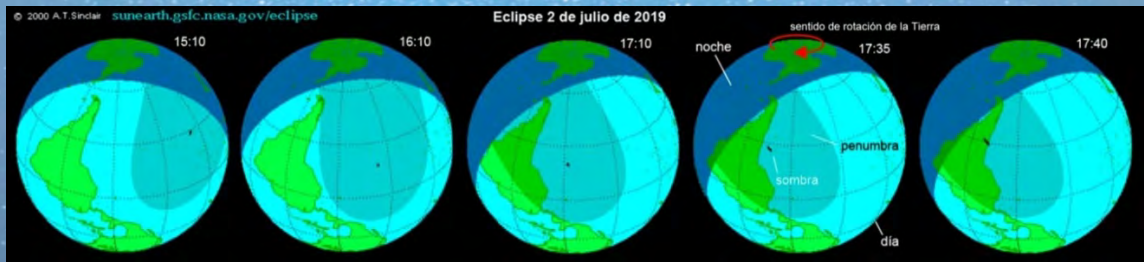 © 2000 A.T.Sinclair sunearth.gsfc.nasa.gov/eclipse
Eclipse 2 de julio de 2019
sentido de rotación de la Tierra
15:10
16:10
17:10
noche
17:35
17:40
penumbra
sombra
día